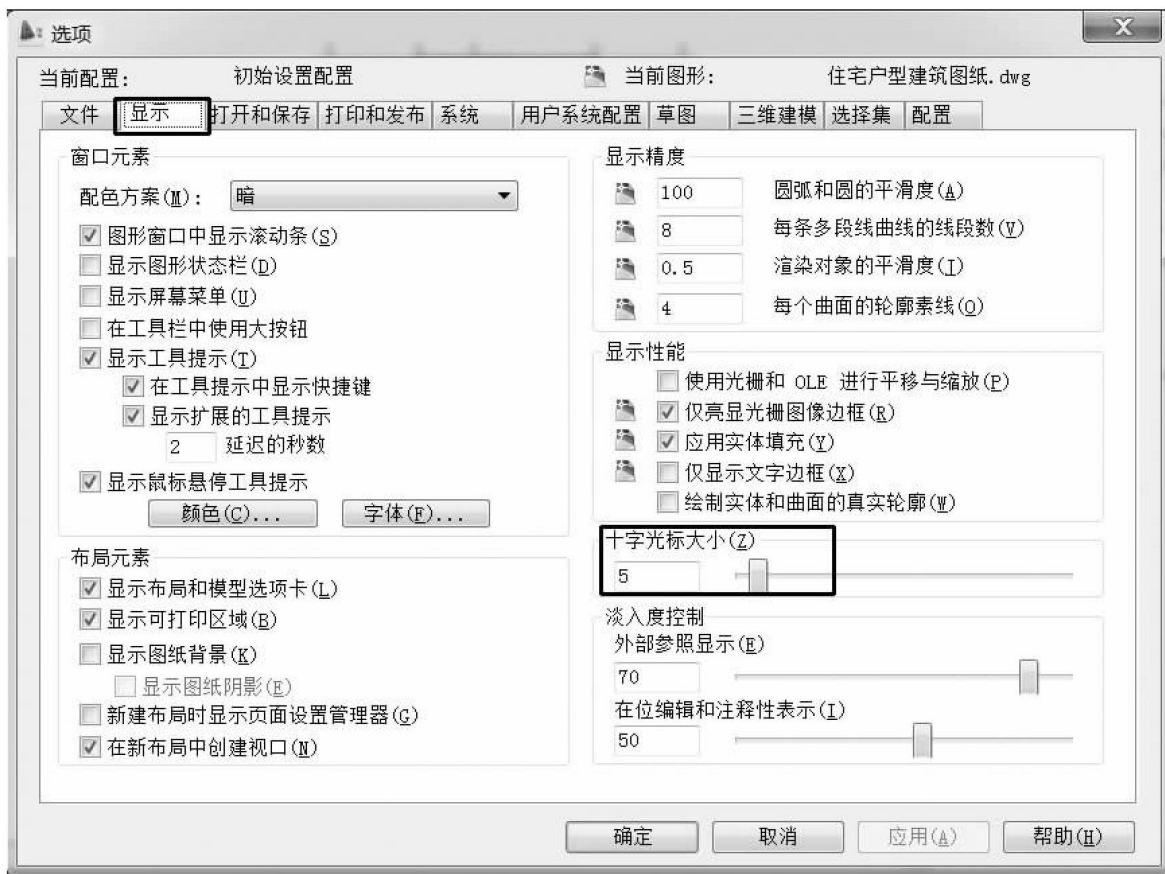 选项
当前配置: 初始设置配置 当前图形: 住宅户型建筑图纸.dwg
文件 显示 打开和保存 打印和发布 系统 用户系统配置 草图 三维建模 选择集 配置
窗口元素
配色方案(M): 暗
图形窗口中显示滚动条(S)
显示图形状态栏(D)
显示屏幕菜单(U)
在工具栏中使用大按钮
显示工具提示(T)
在工具提示中显示快捷键
显示扩展的工具提示
2 延迟的秒数
显示鼠标悬停工具提示
颜色(C)... 字体(F)...
布局元素
显示布局和模型选项卡(L)
显示可打印区域(B)
显示图纸背景(K)
显示图纸阴影(E)
新建布局时显示页面设置管理器(G)
在新布局中创建视口(N)
显示精度
100 圆弧和圆的平滑度(A)
8 每条多段线曲线的线段数(V)
0.5 渲染对象的平滑度(J)
4 每个曲面的轮廓素线(O)
显示性能
使用光栅和 OLE 进行平移与缩放(P)
仅亮显光栅图像边框(R)
应用实体填充(Y)
仅显示文字边框(X)
绘制实体和曲面的真实轮廓(W)
十字光标大小(Z)
5
淡入度控制
外部参照显示(E)
70
在位编辑和注释性表示(I)
50
确定 取消 应用(A) 帮助(H)